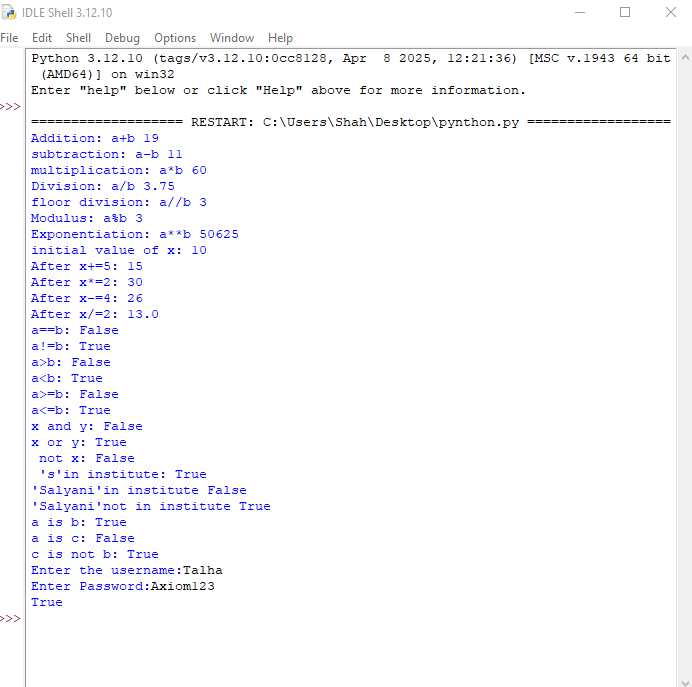 IDLE Shell 3.12.10
File Edit Shell Debug Options Window Help
Python 3.12.10 (tags/v3.12.10:0cc8128, Apr  8 2025, 12:21:36) [MSC v.1943 64 bit
(AMD64)] on win32
Enter "help" below or click "Help" above for more information.
>>>
=================== RESTART: C:\Users\Shah\Desktop\pynthon.py ==================
Addition: a+b 19
subtraction: a-b 11
multiplication: a*b 60
Division: a/b 3.75
floor division: a//b 3
Modulus: a%b 3
Exponentiation: a**b 50625
initial value of x: 10
After x+=5: 15
After x*=2: 30
After x-=4: 26
After x/=2: 13.0
a==b: False
a!=b: True
a>b: False
a<b: True
a>=b: False
a<=b: True
x and y: False
x or y: True
not x: False
's'in institute: True
'Salyani'in institute False
'Salyani'not in institute True
a is b: True
a is c: False
c is not b: True
Enter the username:Talha
Enter Password:Axiom123
True
>>>